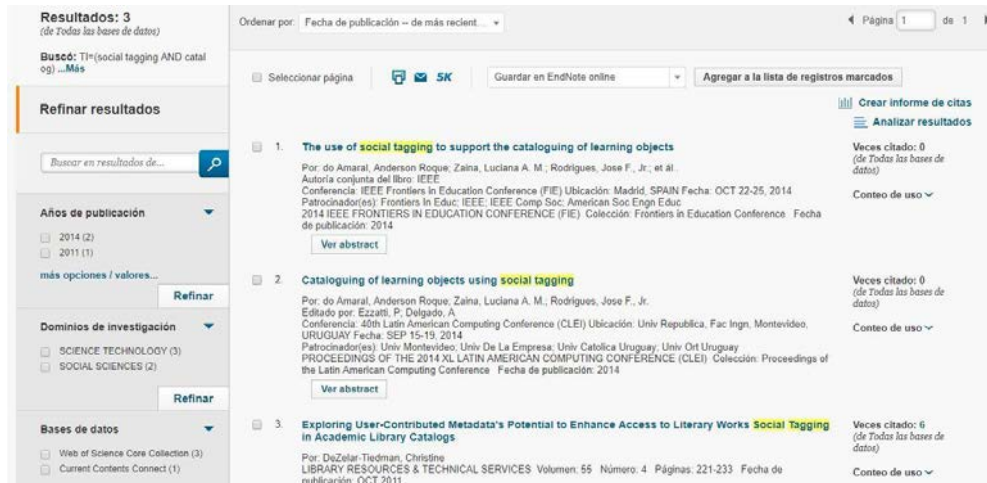 Resultados: 3
(de Todas las bases de datos)
Buscó: TI=(social tagging AND catal
og) ...Más
Refinar resultados
Buscar en resultados de...
Años de publicación
2014 (2)
2011 (1)
más opciones / valores...
Refinar
Dominios de investigación
SCIENCE TECHNOLOGY (3)
SOCIAL SCIENCES (2)
Refinar
Bases de datos
Web of Science Core Collection (3)
Current Contents Connect (1)
Ordenar por: Fecha de publicación -- de más recient...
Página 1 de 1
Seleccionar página
5K
Guardar en EndNote online
Agregar a la lista de registros marcados
Crear informe de citas
Analizar resultados
1. The use of social tagging to support the cataloguing of learning objects
Por: do Amaral, Anderson Roque; Zaina, Luciana A. M.; Rodrigues, Jose F., Jr.; et ál..
Autoría conjunta del libro: IEEE
Conferencia: IEEE Frontiers in Education Conference (FIE) Ubicación: Madrid, SPAIN Fecha: OCT 22-25, 2014
Patrocinador(es): Frontiers In Educ; IEEE; IEEE Comp Soc; American Soc Engn Educ
2014 IEEE FRONTIERS IN EDUCATION CONFERENCE (FIE) Colección: Frontiers in Education Conference Fecha
de publicación: 2014
Ver abstract
Veces citado: 0
(de Todas las bases de
datos)
Conteo de uso
2. Cataloguing of learning objects using social tagging
Por: do Amaral, Anderson Roque; Zaina, Luciana A. M.; Rodrigues, Jose F., Jr.
Editado por: Ezzatti, P; Delgado, A
Conferencia: 40th Latin American Computing Conference (CLEI) Ubicación: Univ Republica, Fac Ingn, Montevideo,
URUGUAY Fecha: SEP 15-19, 2014
Patrocinador(es): Univ Montevideo; Univ De La Empresa; Univ Catolica Uruguay; Univ Ort Uruguay
PROCEEDINGS OF THE 2014 XL LATIN AMERICAN COMPUTING CONFERENCE (CLEI) Colección: Proceedings of
the Latin American Computing Conference Fecha de publicación: 2014
Ver abstract
Veces citado: 0
(de Todas las bases de
datos)
Conteo de uso
3. Exploring User-Contributed Metadata's Potential to Enhance Access to Literary Works Social Tagging
in Academic Library Catalogs
Por: DeZelar-Tiedman, Christine
LIBRARY RESOURCES & TECHNICAL SERVICES Volumen: 55 Número: 4 Páginas: 221-233 Fecha de
publicación: OCT 2011
Veces citado: 6
(de Todas las bases de
datos)
Conteo de uso